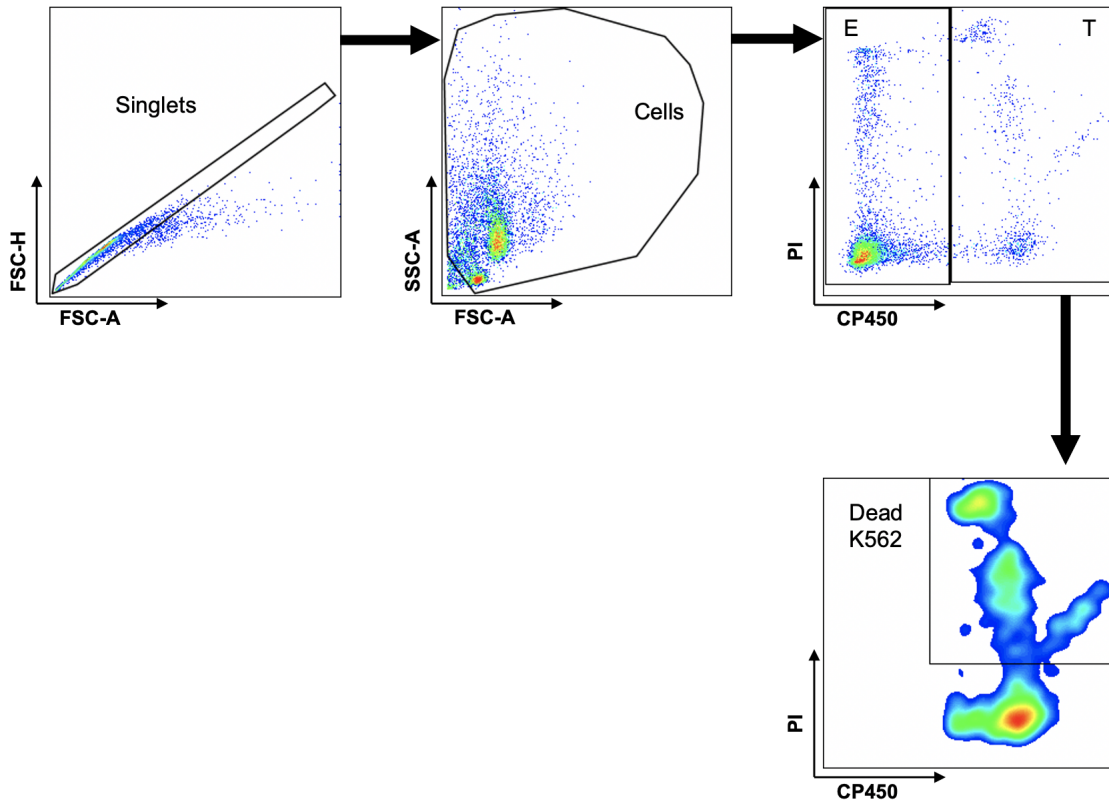 Singlets
FSC-H
FSC-A
Cells
SSC-A
FSC-A
E
T
PI
CP450
Dead
K562
PI
CP450